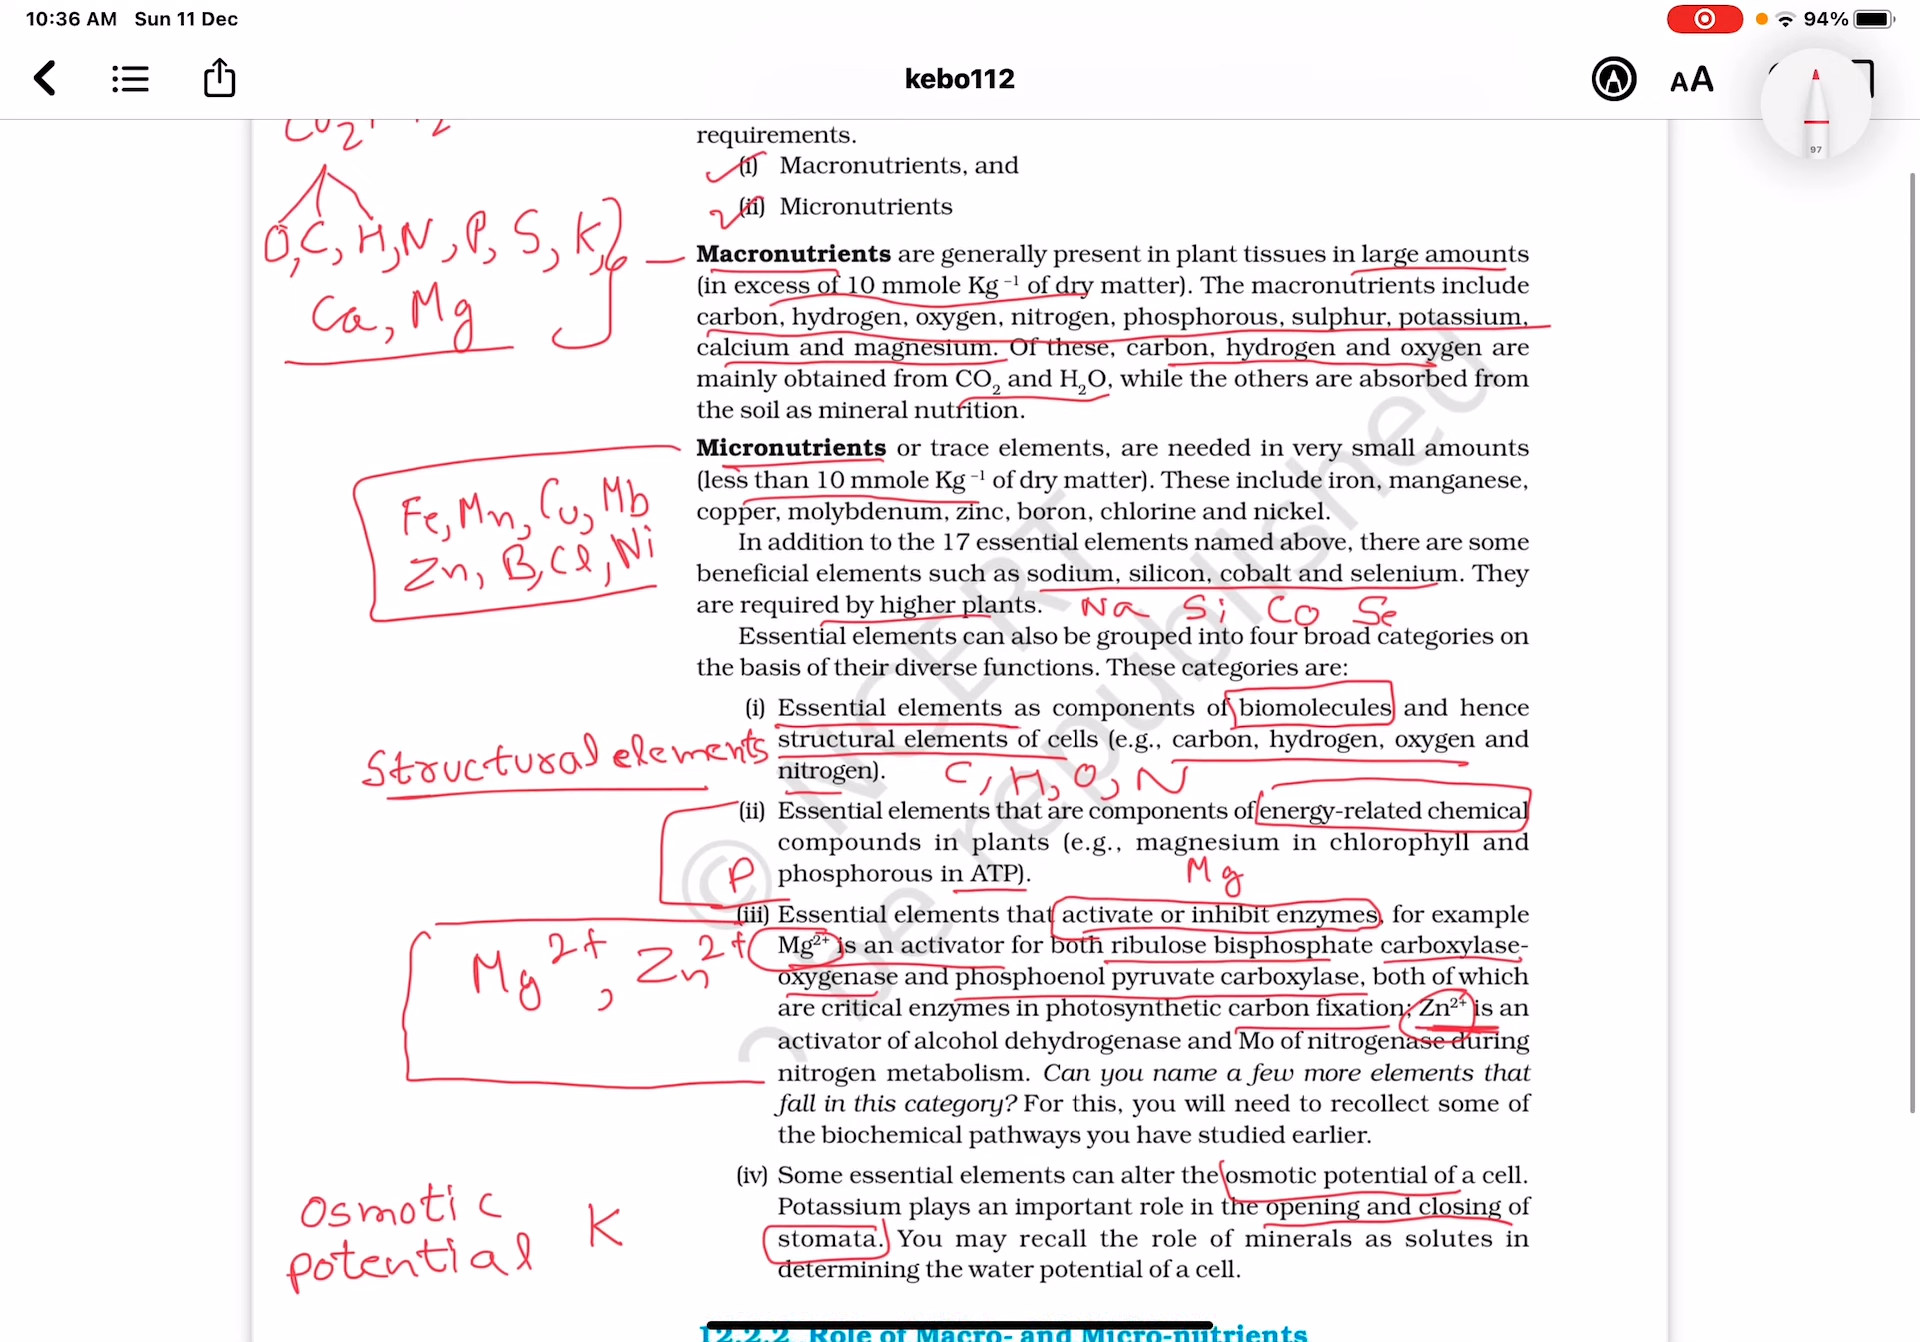 10:36 AM Sun 11 Dec
94%
kebo112
AA
97
requirements.
(i) Macronutrients, and
(ii) Micronutrients
O, C, H, N, P, S, K,
Ca, Mg
Macronutrients are generally present in plant tissues in large amounts
(in excess of 10 mmole Kg⁻¹ of dry matter). The macronutrients include
carbon, hydrogen, oxygen, nitrogen, phosphorous, sulphur, potassium,
calcium and magnesium. Of these, carbon, hydrogen and oxygen are
mainly obtained from CO₂ and H₂O, while the others are absorbed from
the soil as mineral nutrition.
Micronutrients or trace elements, are needed in very small amounts
(less than 10 mmole Kg⁻¹ of dry matter). These include iron, manganese,
copper, molybdenum, zinc, boron, chlorine and nickel.
Fe, Mn, Cu, Mb
Zn, B, Cl, Ni
In addition to the 17 essential elements named above, there are some
beneficial elements such as sodium, silicon, cobalt and selenium. They
are required by higher plants.
Na Si Co Se
Essential elements can also be grouped into four broad categories on
the basis of their diverse functions. These categories are:
(i) Essential elements as components of biomolecules and hence
structural elements of cells (e.g., carbon, hydrogen, oxygen and
nitrogen).
Structural elements
C, H, O, N
(ii) Essential elements that are components of energy-related chemical
compounds in plants (e.g., magnesium in chlorophyll and
phosphorous in ATP).
P
Mg
(iii) Essential elements that activate or inhibit enzymes, for example
Mg²⁺ is an activator for both ribulose bisphosphate carboxylase-
oxygenase and phosphoenol pyruvate carboxylase, both of which
are critical enzymes in photosynthetic carbon fixation; Zn²⁺ is an
activator of alcohol dehydrogenase and Mo of nitrogenase during
nitrogen metabolism. Can you name a few more elements that
fall in this category? For this, you will need to recollect some of
the biochemical pathways you have studied earlier.
Mg²⁺, Zn²⁺
(iv) Some essential elements can alter the osmotic potential of a cell.
Potassium plays an important role in the opening and closing of
stomata. You may recall the role of minerals as solutes in
determining the water potential of a cell.
Osmotic
potential K
12.2.2 Role of Macro- and Micro-nutrients
© NCERT
be republished